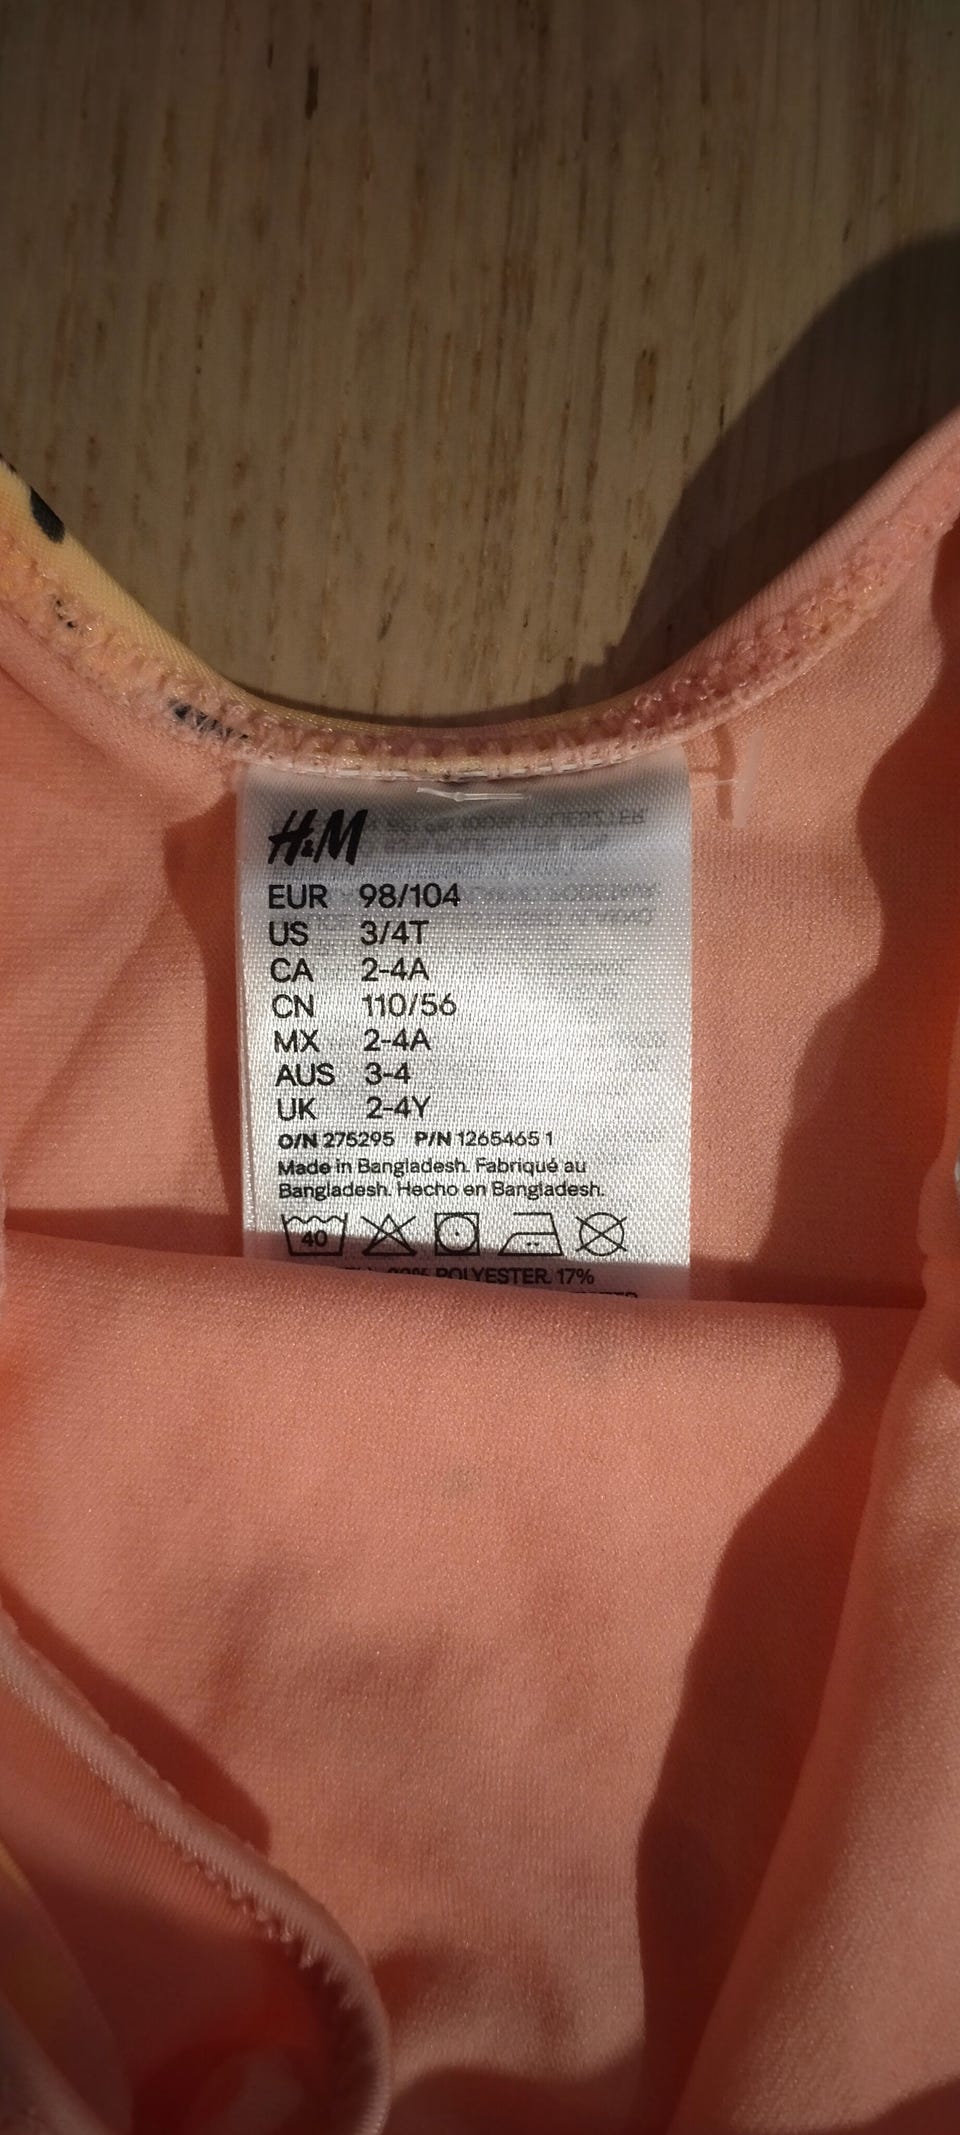 H&M
EUR 98/104
US 3/4T
CA 2-4A
CN 110/56
MX 2-4A
AUS 3-4
UK 2-4Y
O/N 275295 P/N 1265465 1
Made in Bangladesh. Fabriqué au
Bangladesh. Hecho en Bangladesh.
40
POLYESTER, 17%